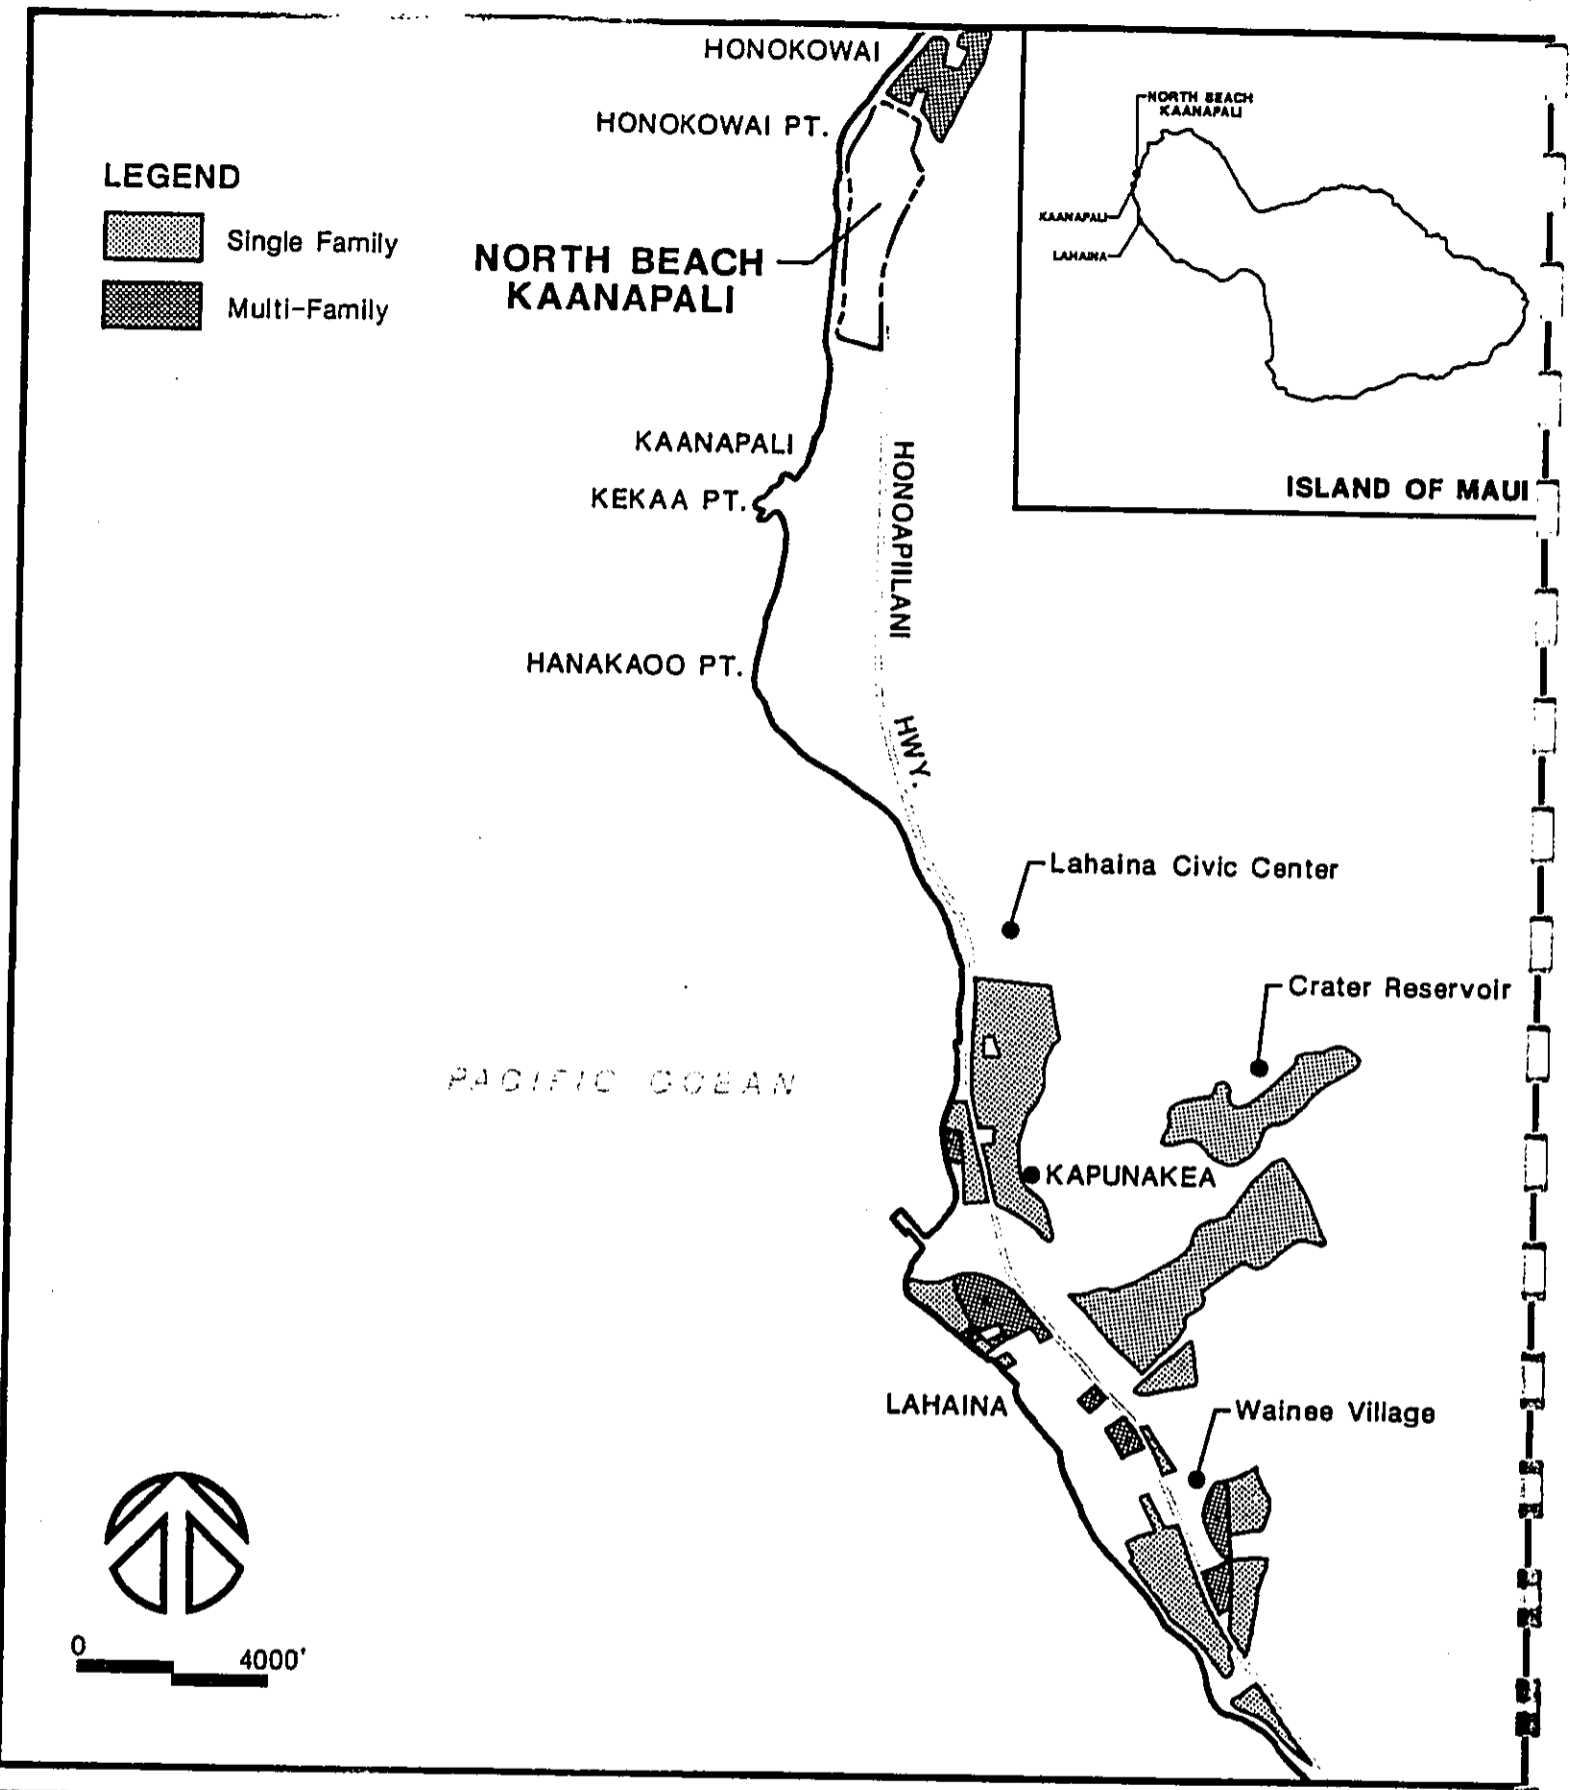 HONOKOWAI
HONOKOWAI PT.
NORTH BEACH
KAANAPALI
KAANAPALI
LAHAINA
ISLAND OF MAUI
LEGEND
Single Family
Multi-Family
NORTH BEACH
KAANAPALI
KAANAPALI
KEKAA PT.
HONOAPIILANI HWY.
HANAKAOO PT.
Lahaina Civic Center
Crater Reservoir
PACIFIC OCEAN
KAPUNAKEA
LAHAINA
Wainee Village
0 4000'